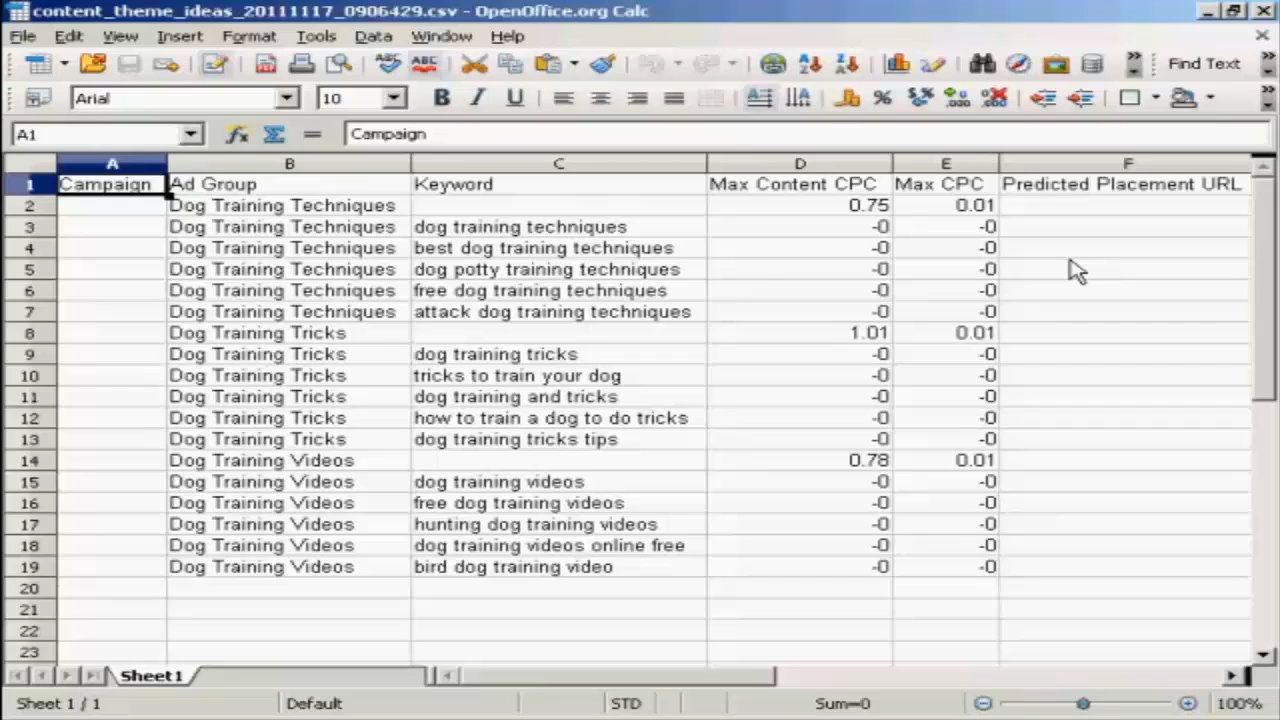 content_theme_ideas_20111117_0906429.csv - OpenOffice.org Calc
File Edit View Insert Format Tools Data Window Help
Find Text
Arial 10 B I U
A1 Campaign
A B C D E F
1 Campaign Ad Group Keyword Max Content CPC Max CPC Predicted Placement URL
2 Dog Training Techniques 0.75 0.01
3 Dog Training Techniques dog training techniques -0 -0
4 Dog Training Techniques best dog training techniques -0 -0
5 Dog Training Techniques dog potty training techniques -0 -0
6 Dog Training Techniques free dog training techniques -0 -0
7 Dog Training Techniques attack dog training techniques -0 -0
8 Dog Training Tricks 1.01 0.01
9 Dog Training Tricks dog training tricks -0 -0
10 Dog Training Tricks tricks to train your dog -0 -0
11 Dog Training Tricks dog training and tricks -0 -0
12 Dog Training Tricks how to train a dog to do tricks -0 -0
13 Dog Training Tricks dog training tricks tips -0 -0
14 Dog Training Videos 0.78 0.01
15 Dog Training Videos dog training videos -0 -0
16 Dog Training Videos free dog training videos -0 -0
17 Dog Training Videos hunting dog training videos -0 -0
18 Dog Training Videos dog training videos online free -0 -0
19 Dog Training Videos bird dog training video -0 -0
20
21
22
23
Sheet1
Sheet 1 / 1 Default STD Sum=0 100%